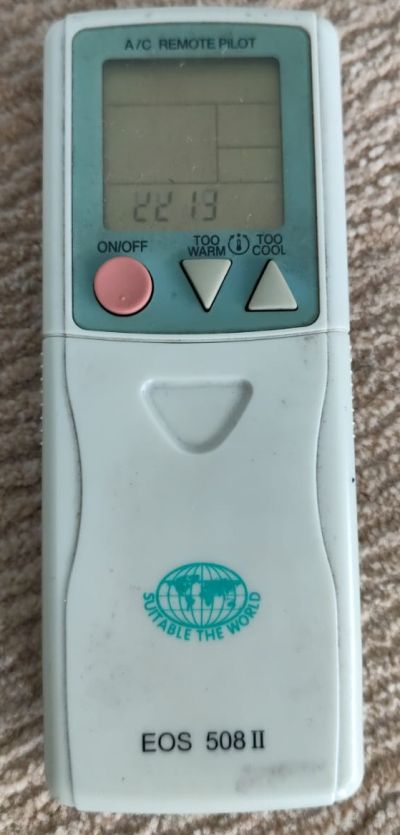 A/C REMOTE PILOT
22 13
ON/OFF
TOO WARM
TOO COOL
SUITABLE THE WORLD
EOS 508 II